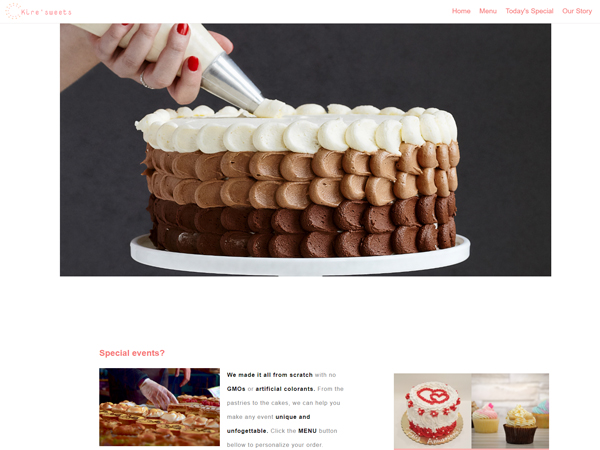 KLre'sweets
Home Menu Today's Special Our Story
Special events?
We made it all from scratch with no
GMOs or artificial colorants. From the
pastries to the cakes, we can help you
make any event unique and
unfogettable. Click the MENU button
bellow to personalize your order